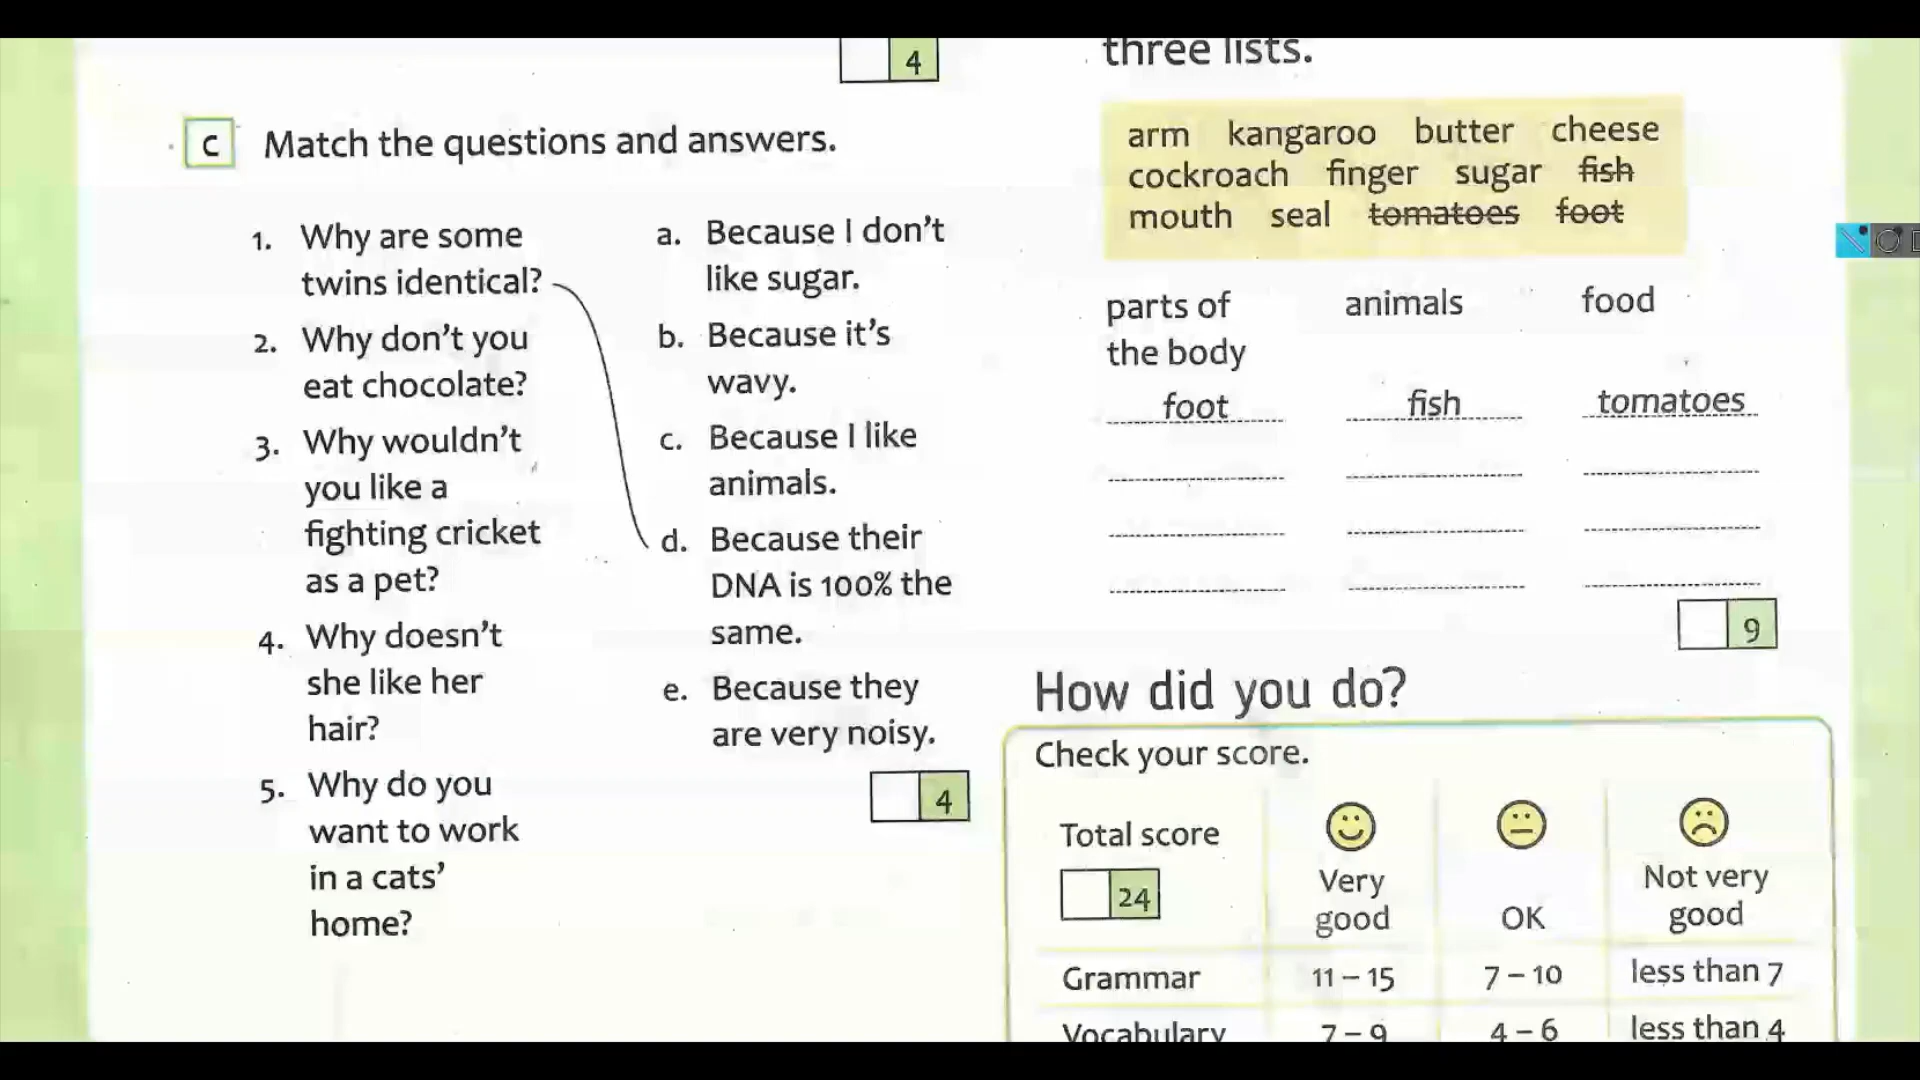 4
C Match the questions and answers.
1. Why are some
twins identical?
2. Why don't you
eat chocolate?
3. Why wouldn't
you like a
fighting cricket
as a pet?
4. Why doesn't
she like her
hair?
5. Why do you
want to work
in a cats'
home?
a. Because I don't
like sugar.
b. Because it's
wavy.
c. Because I like
animals.
d. Because their
DNA is 100% the
same.
e. Because they
are very noisy.
4
three lists.
arm kangaroo butter cheese
cockroach finger sugar fish
mouth seal tomatoes foot
parts of
the body
animals food
foot fish tomatoes
9
How did you do?
Check your score.
Total score
24
Very
good
OK
Not very
good
Grammar 11 – 15 7 – 10 less than 7
Vocabulary 7 – 9 4 – 6 less than 4